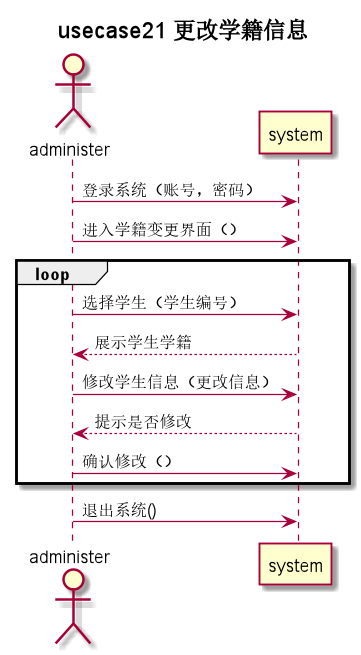 usecase21 更改学籍信息
administer
system
登录系统（账号，密码）
进入学籍变更界面（）
loop
选择学生（学生编号）
展示学生学籍
修改学生信息（更改信息）
提示是否修改
确认修改（）
退出系统()
administer
system